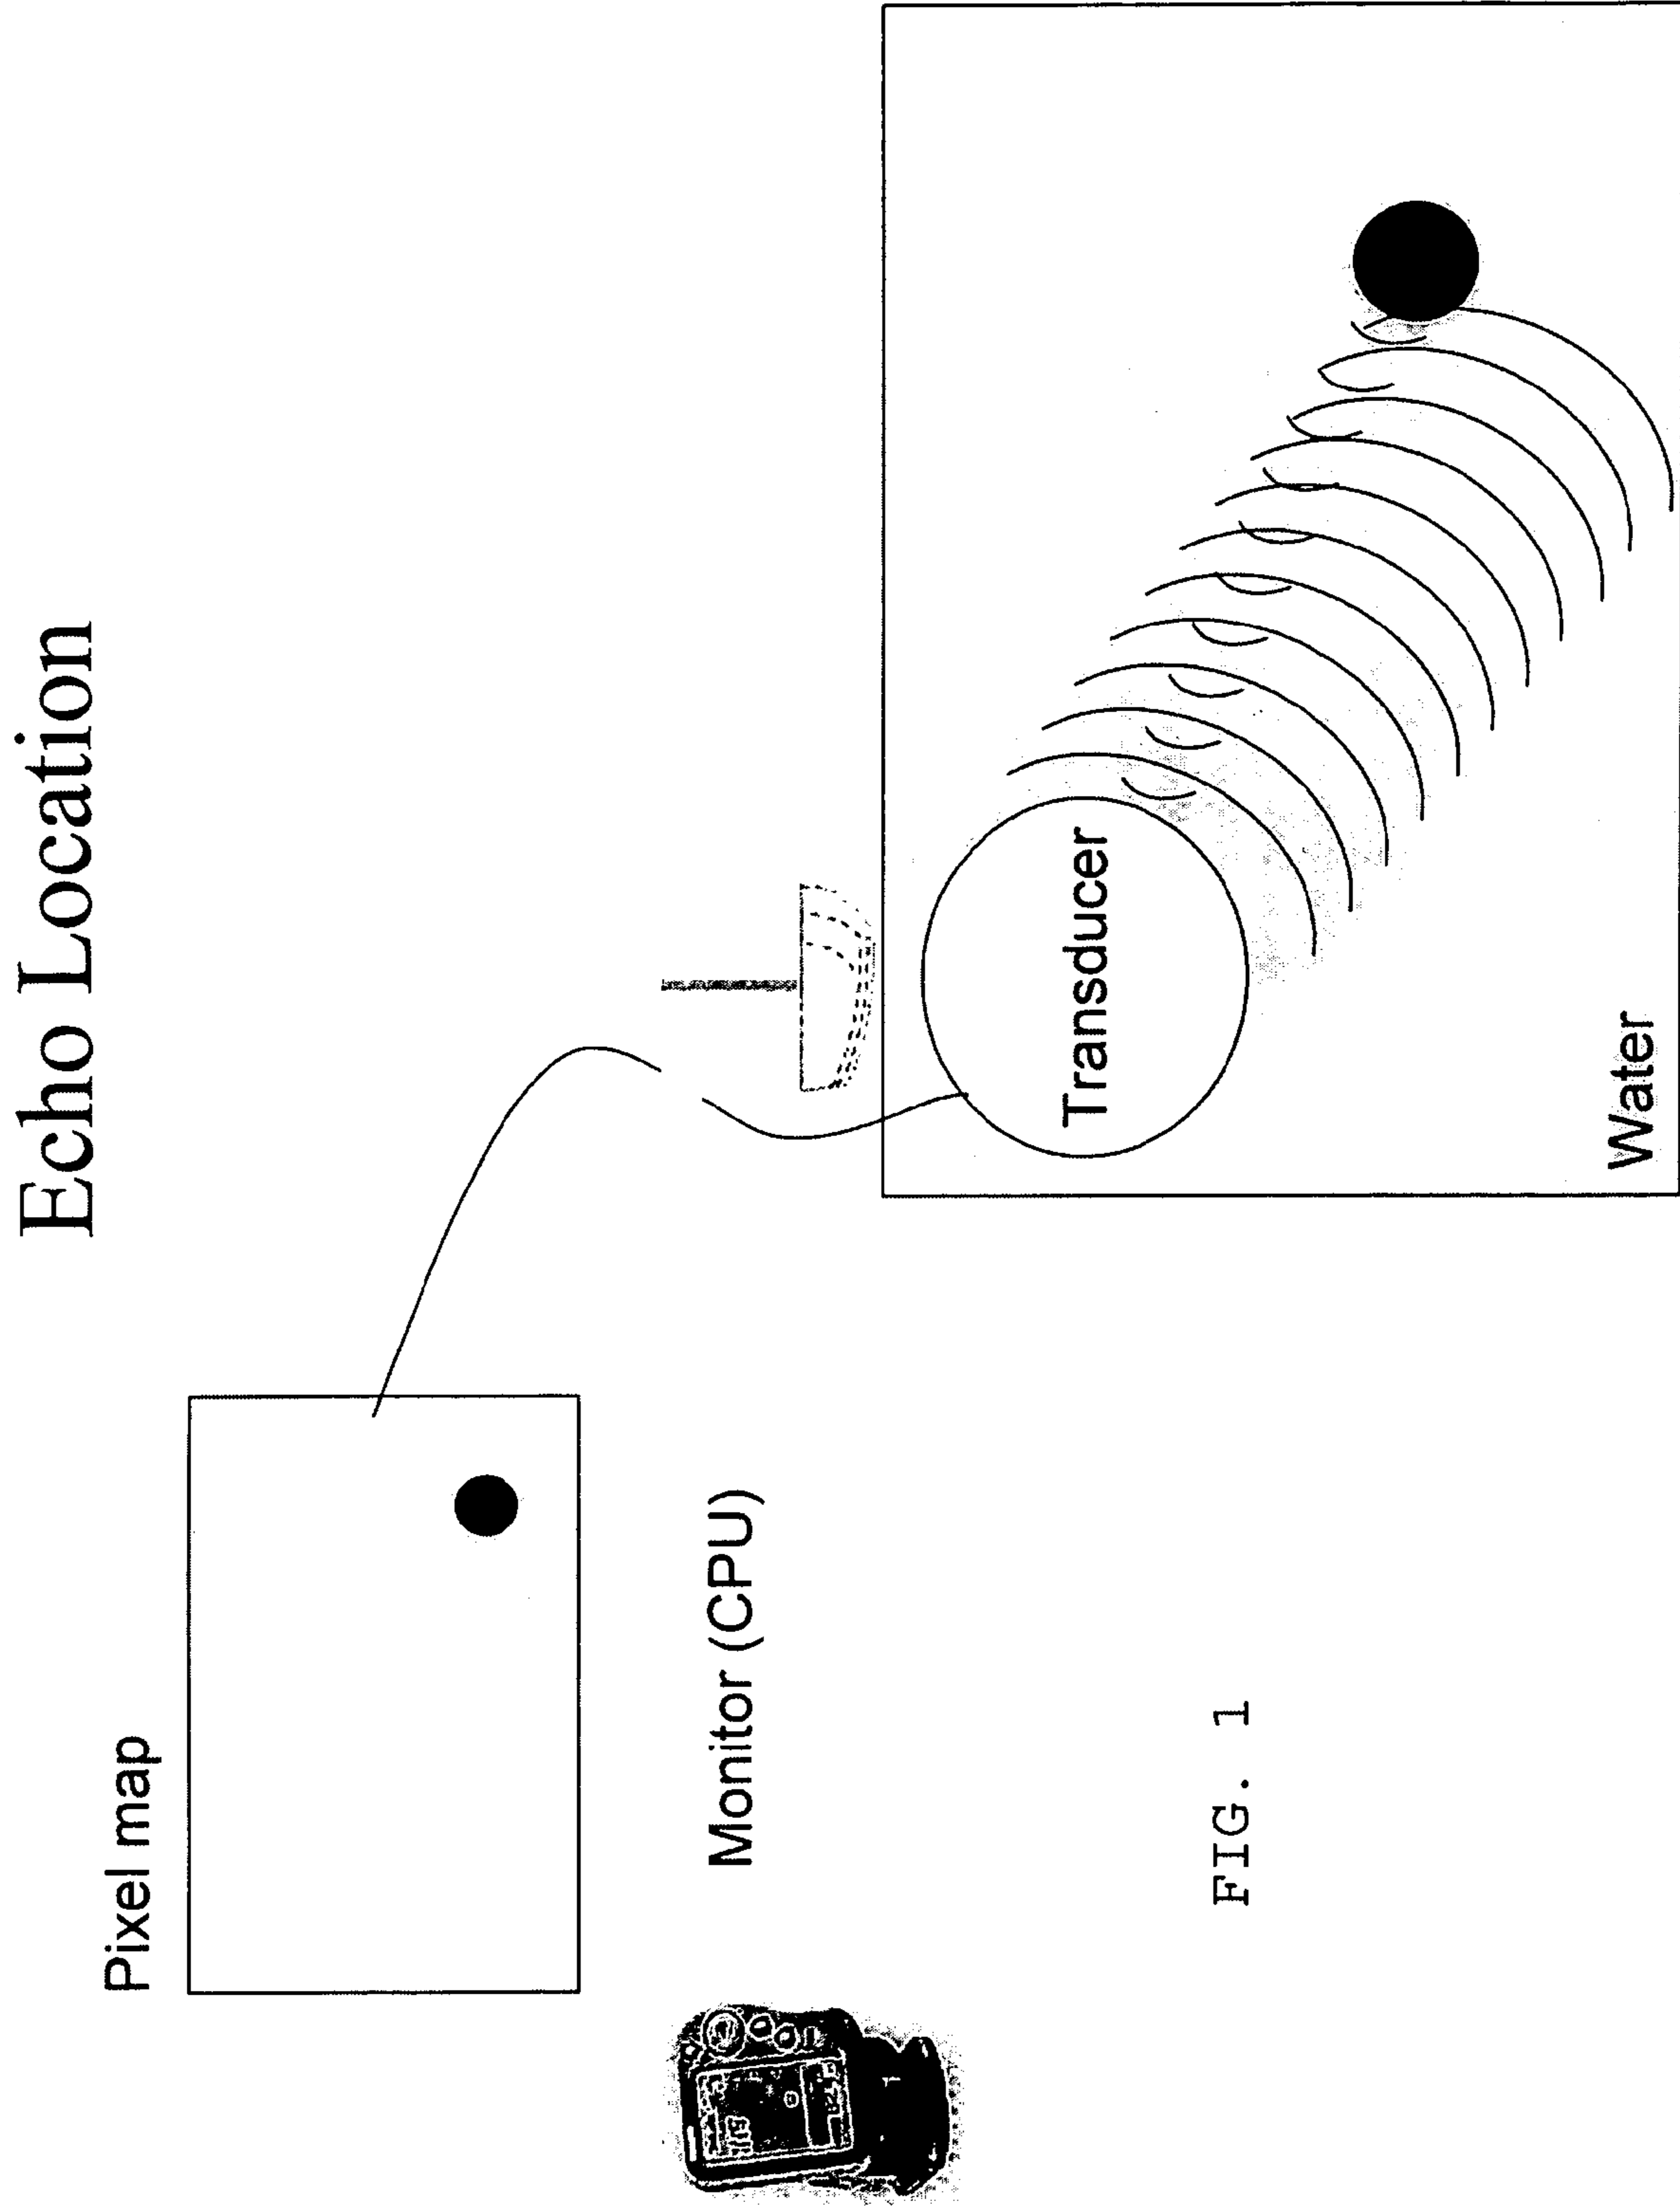 Echo Location
Pixel map
Monitor (CPU)
Transducer
Water
FIG. 1